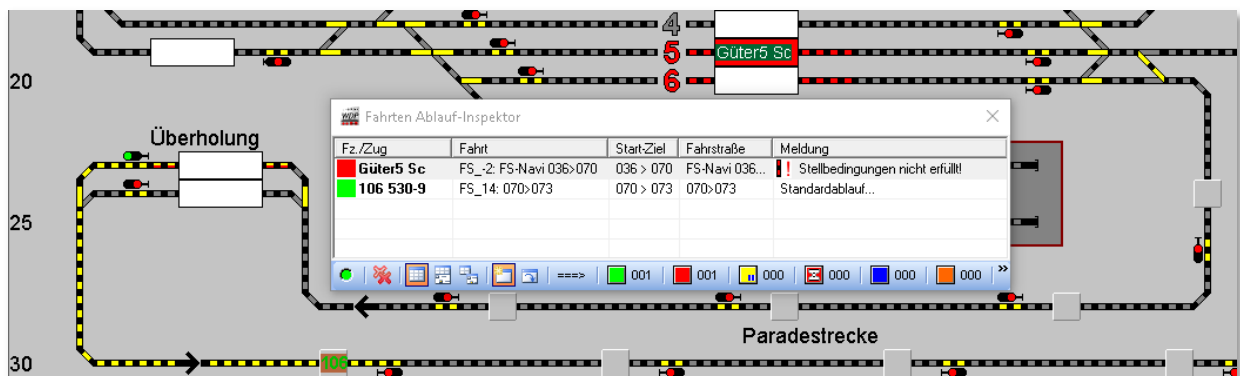 4
5
Güter5 Sc
20
6
Fahrten Ablauf-Inspektor
Überholung
Fz./Zug Fahrt Start-Ziel Fahrstraße Meldung
Güter5 Sc FS_-2: FS-Navi 036>070 036 > 070 FS-Navi 036... ! Stellbedingungen nicht erfüllt!
106 530-9 FS_14: 070>073 070 > 073 070>073 Standardablauf...
25
===> 001 001 000 000 000 000 »
Paradestrecke
30
106